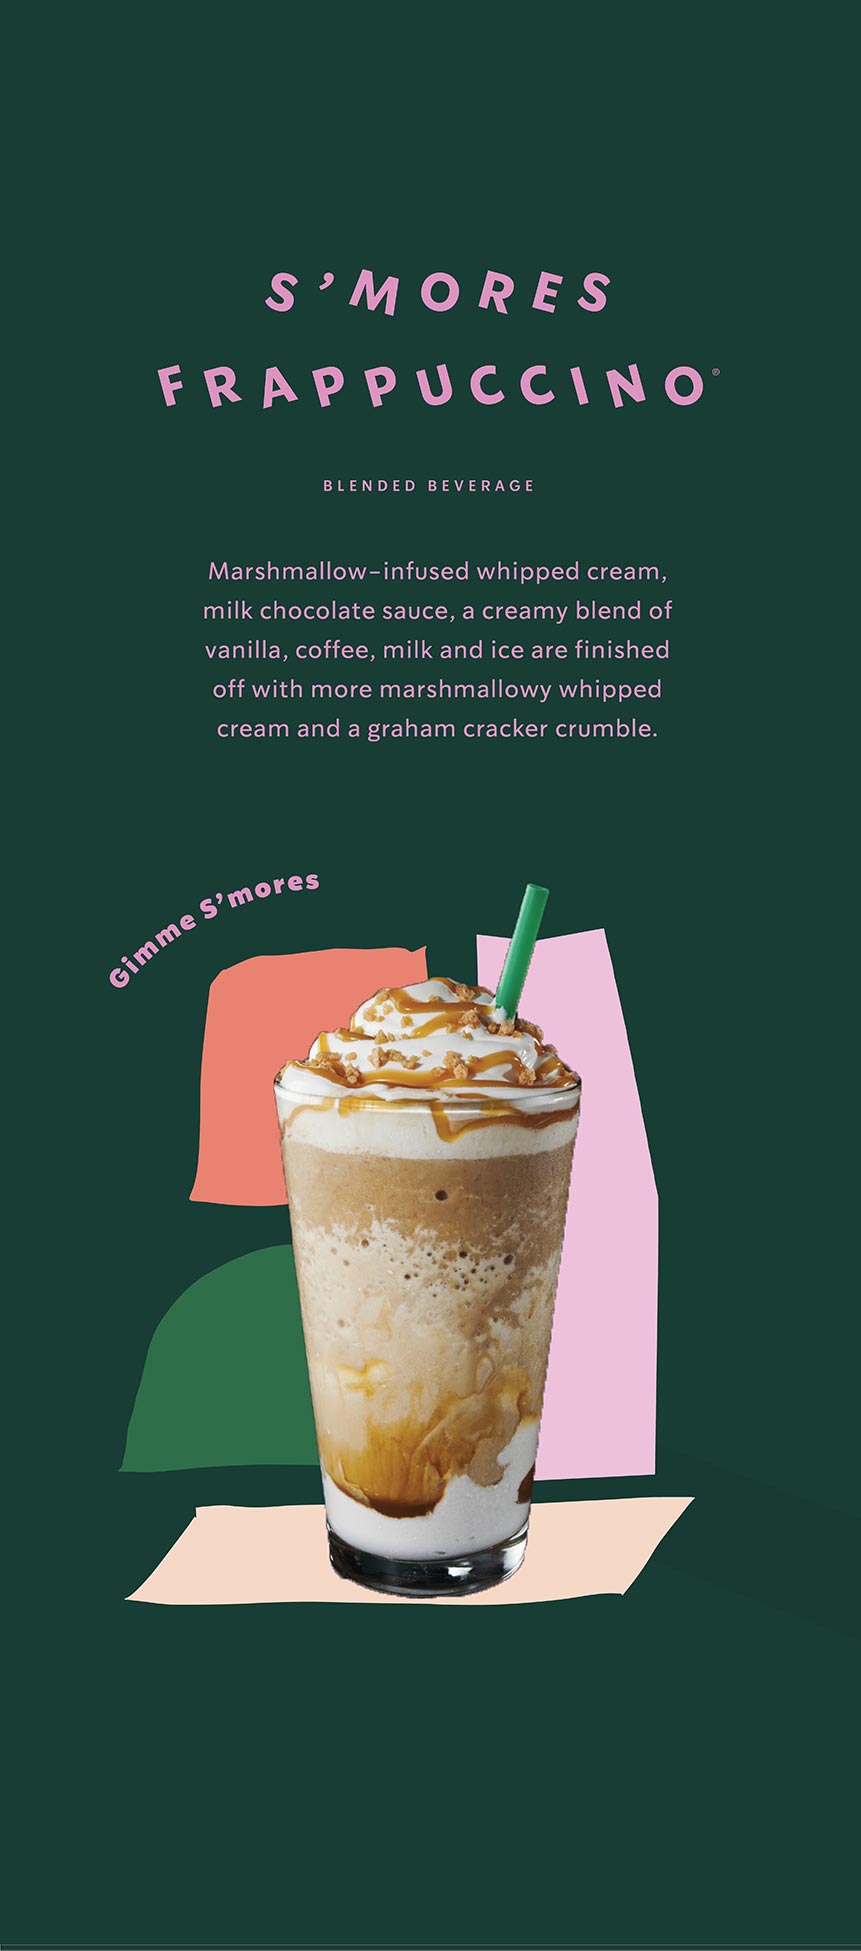 S’MORES
FRAPPUCCINO®
BLENDED BEVERAGE
Marshmallow–infused whipped cream,
milk chocolate sauce, a creamy blend of
vanilla, coffee, milk and ice are finished
off with more marshmallowy whipped
cream and a graham cracker crumble.
Gimme S’mores